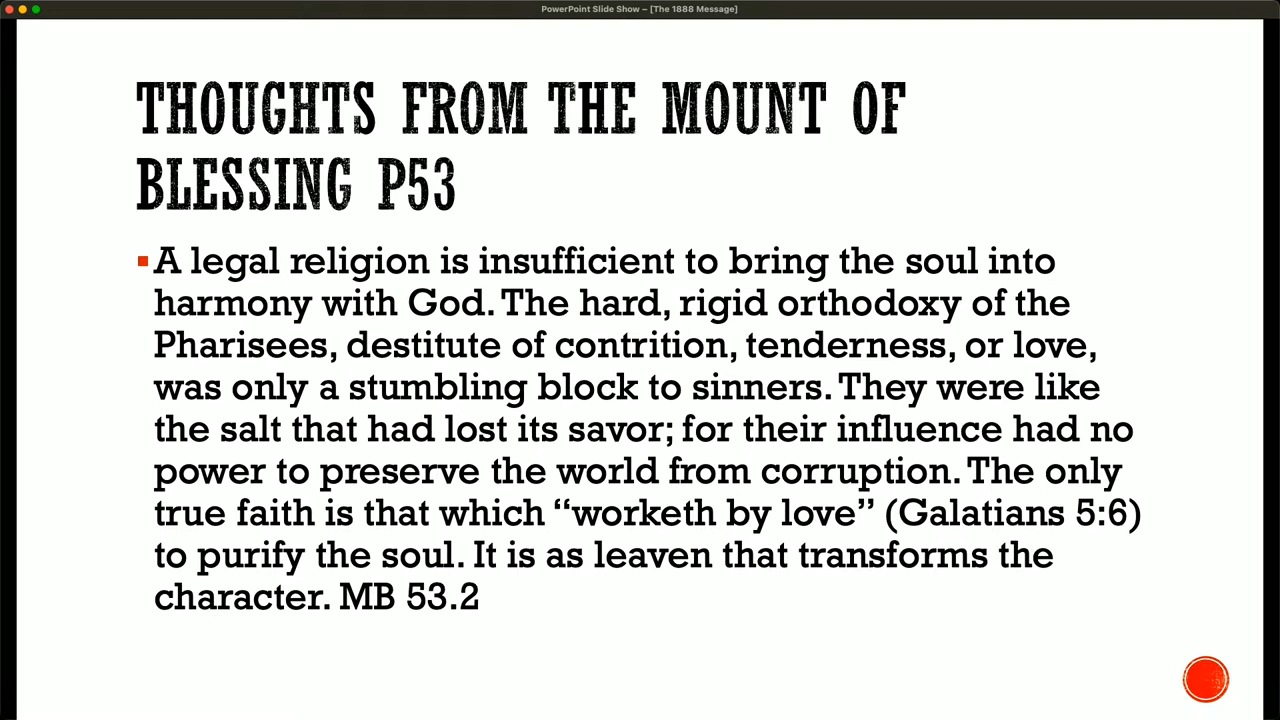 PowerPoint Slide Show – [The 1888 Message]
THOUGHTS FROM THE MOUNT OF
BLESSING P53
A legal religion is insufficient to bring the soul into
harmony with God. The hard, rigid orthodoxy of the
Pharisees, destitute of contrition, tenderness, or love,
was only a stumbling block to sinners. They were like
the salt that had lost its savor; for their influence had no
power to preserve the world from corruption. The only
true faith is that which “worketh by love” (Galatians 5:6)
to purify the soul. It is as leaven that transforms the
character. MB 53.2